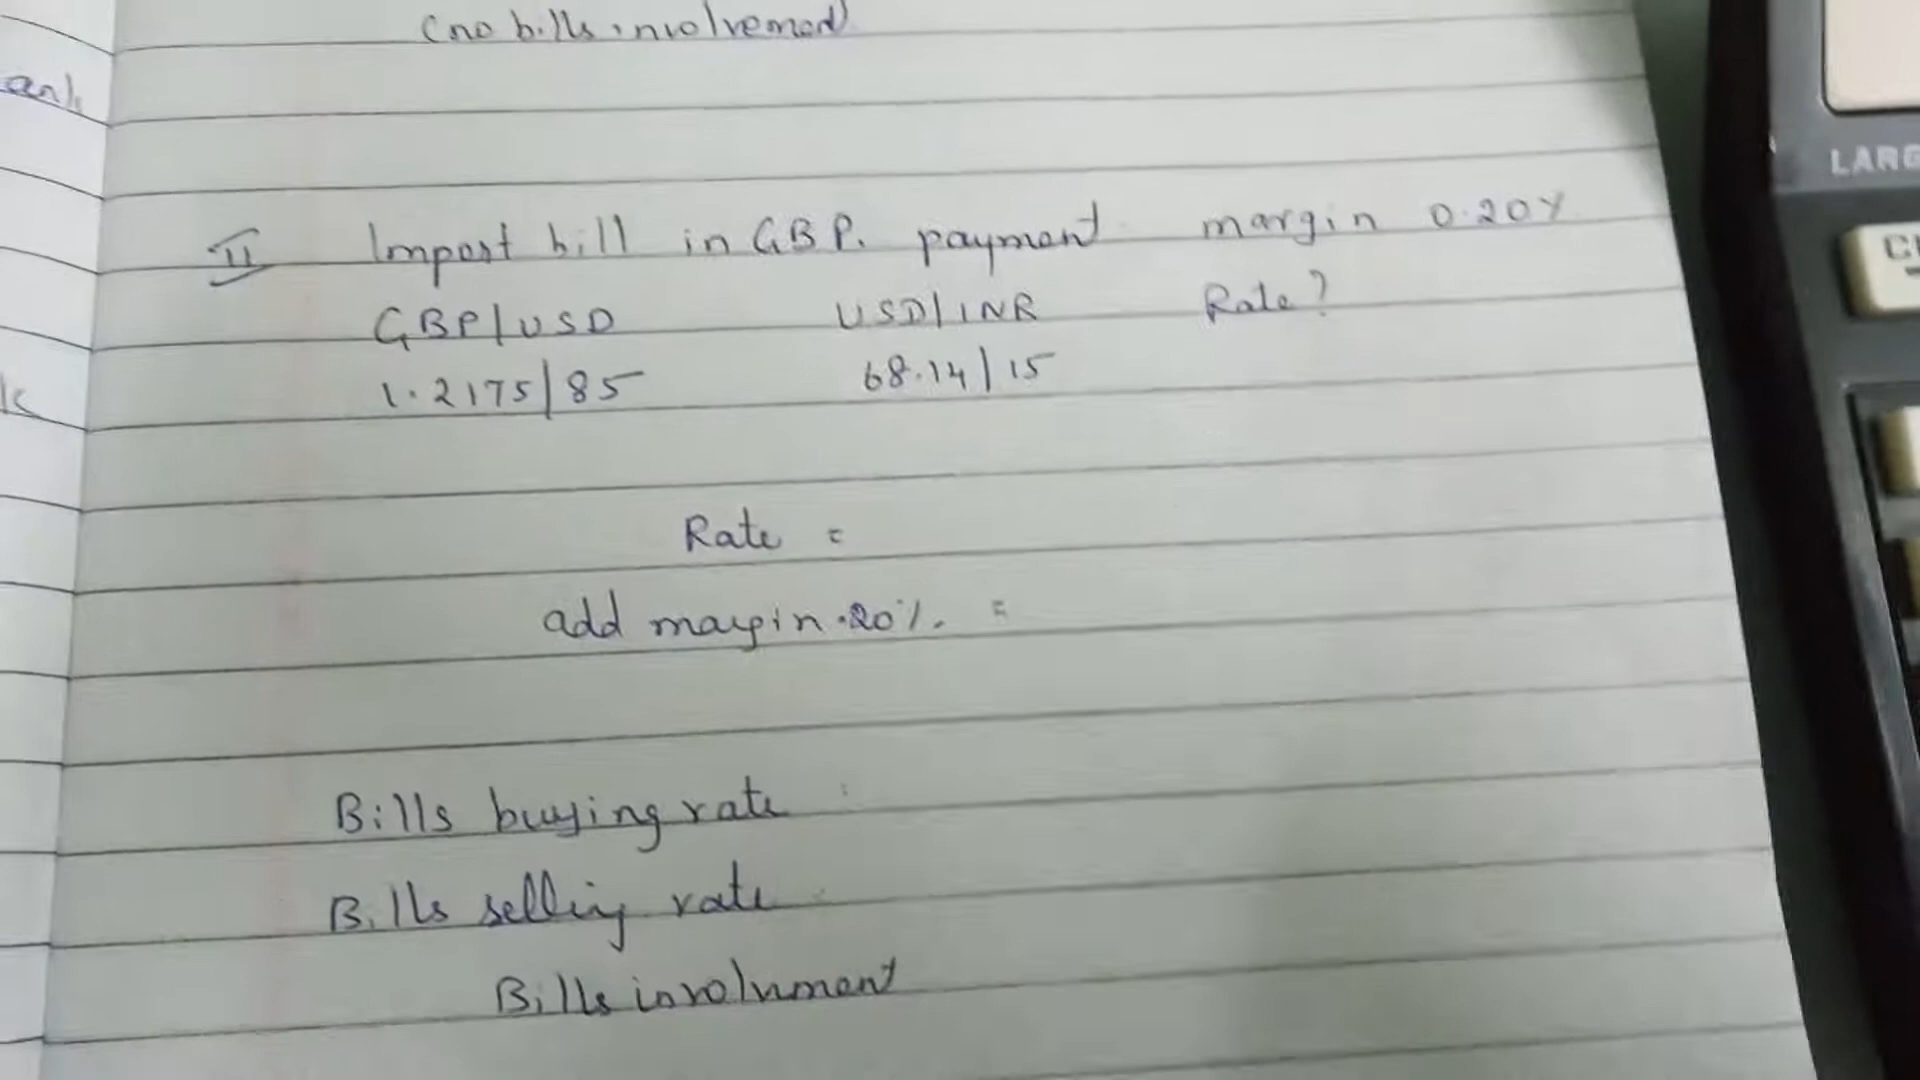 (no bills involvemend)
II Import bill in GBP. payment margin 0.20%
GBP/USD USD/INR Rate?
1.2175/85 68.14/15
Rate =
add margin .20%. =
Bills buying rate
Bills selling rate
Bills involvment
LARG